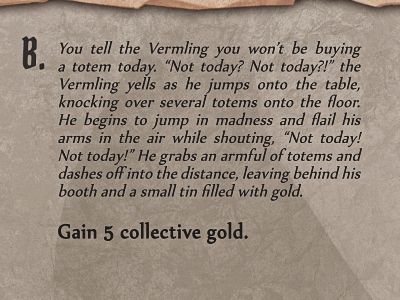 B. You tell the Vermling you won't be buying
a totem today. “Not today? Not today?!” the
Vermling yells as he jumps onto the table,
knocking over several totems onto the floor.
He begins to jump in madness and flail his
arms in the air while shouting, “Not today!
Not today!” He grabs an armful of totems and
dashes off into the distance, leaving behind his
booth and a small tin filled with gold.
Gain 5 collective gold.